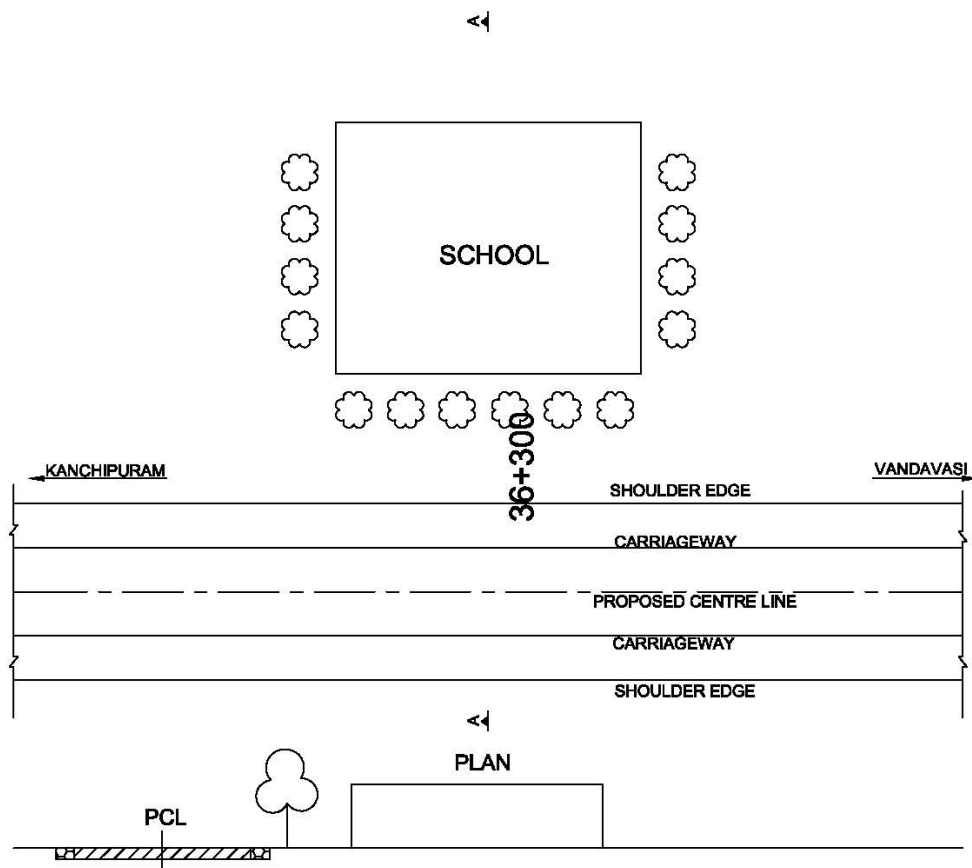 A
SCHOOL
36+300
KANCHIPURAM
VANDAVASI
SHOULDER EDGE
CARRIAGEWAY
PROPOSED CENTRE LINE
CARRIAGEWAY
SHOULDER EDGE
A
PLAN
PCL